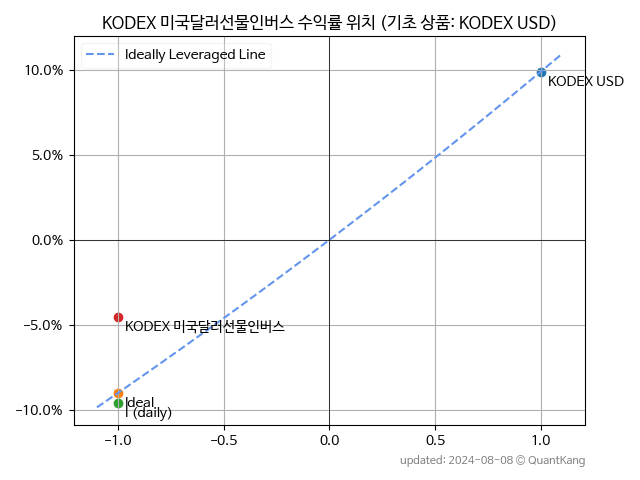 KODEX 미국달러선물인버스 수익률 위치 (기초 상품: KODEX USD)
Ideally Leveraged Line
10.0%
KODEX USD
5.0%
0.0%
−5.0%
KODEX 미국달러선물인버스
Ideal
I (daily)
−10.0%
−1.0 −0.5 0.0 0.5 1.0
updated: 2024-08-08 © QuantKang